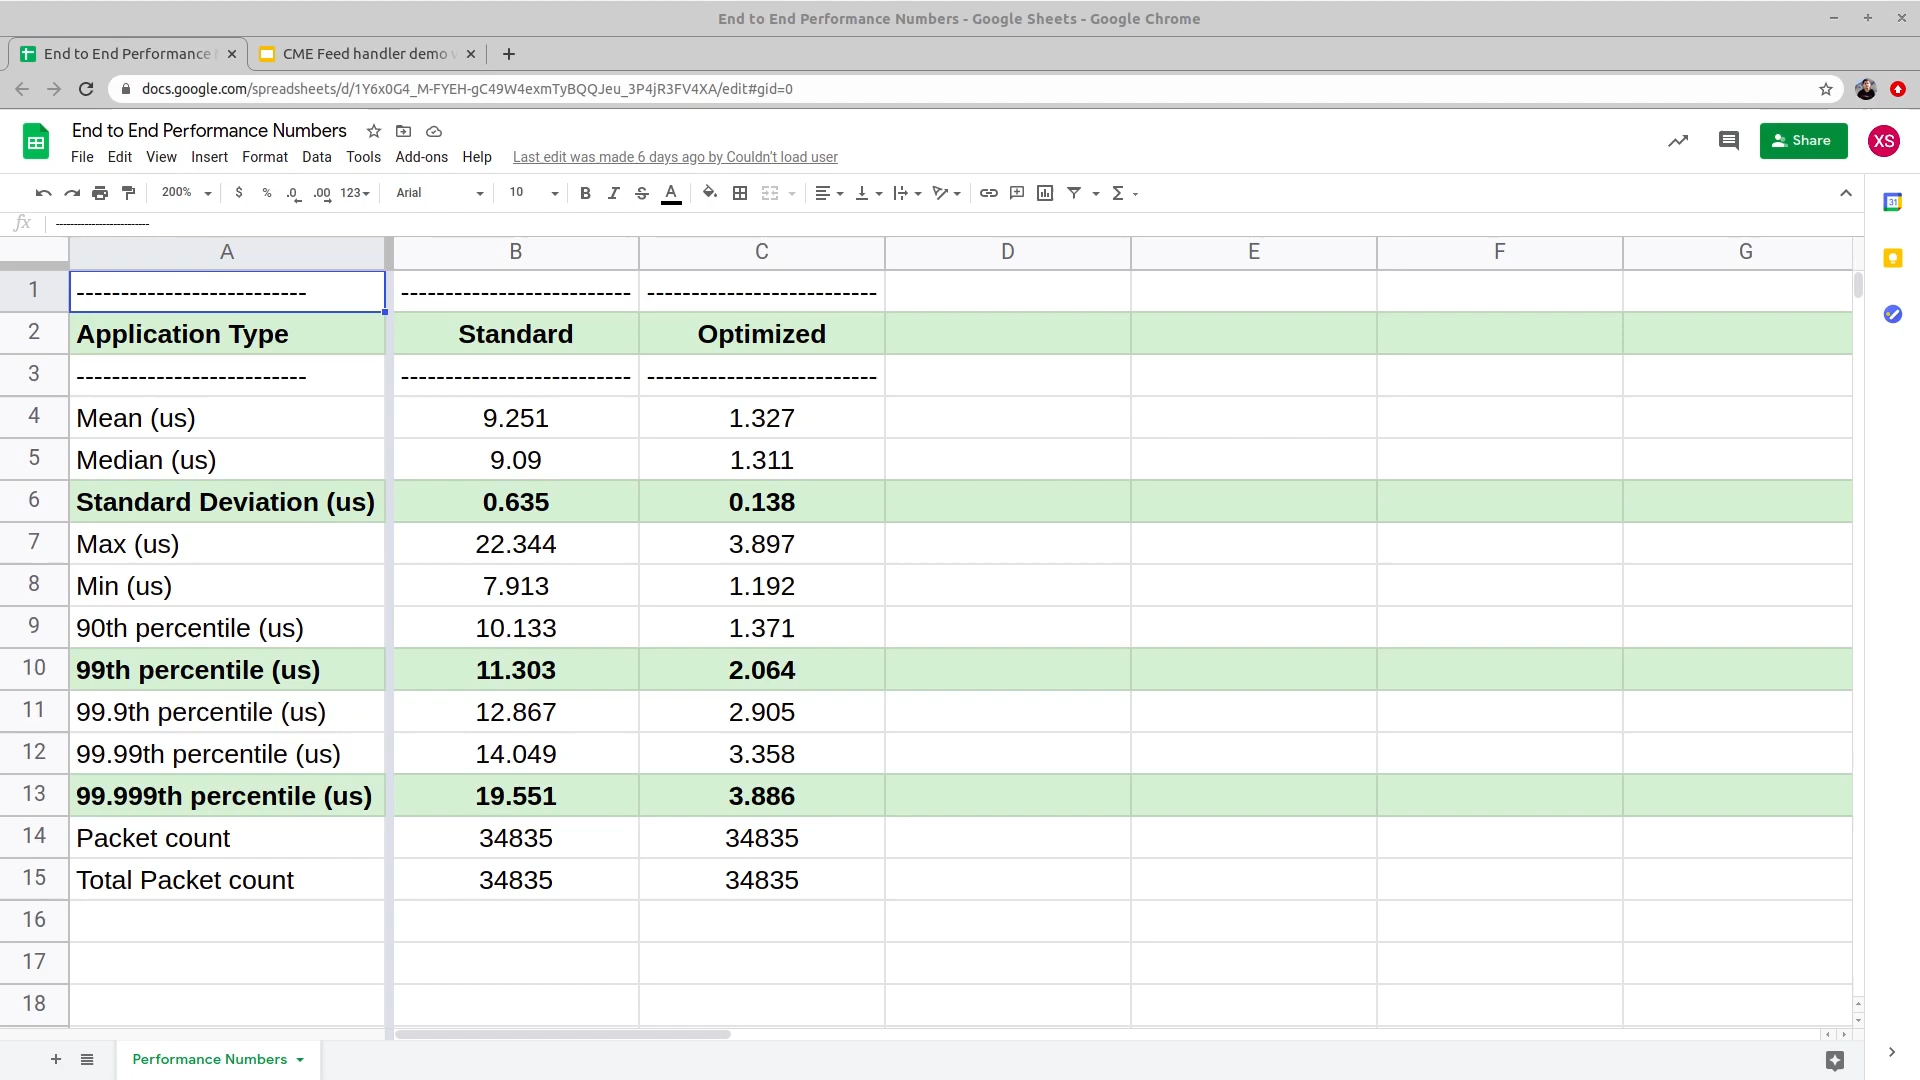 End to End Performance Numbers - Google Sheets - Google Chrome
End to End Performance
CME Feed handler demo
docs.google.com/spreadsheets/d/1Y6x0G4_M-FYEH-gC49W4exmTyBQQJeu_3P4jR3FV4XA/edit#gid=0
End to End Performance Numbers
File Edit View Insert Format Data Tools Add-ons Help Last edit was made 6 days ago by Couldn't load user
Share
XS
200% $ % .0 .00 123 Arial 10 B I S A Σ
31
fx --------------------------
A B C D E F G
1 -------------------------- -------------------------- --------------------------
2 Application Type Standard Optimized
3 -------------------------- -------------------------- --------------------------
4 Mean (us) 9.251 1.327
5 Median (us) 9.09 1.311
6 Standard Deviation (us) 0.635 0.138
7 Max (us) 22.344 3.897
8 Min (us) 7.913 1.192
9 90th percentile (us) 10.133 1.371
10 99th percentile (us) 11.303 2.064
11 99.9th percentile (us) 12.867 2.905
12 99.99th percentile (us) 14.049 3.358
13 99.999th percentile (us) 19.551 3.886
14 Packet count 34835 34835
15 Total Packet count 34835 34835
16
17
18
Performance Numbers